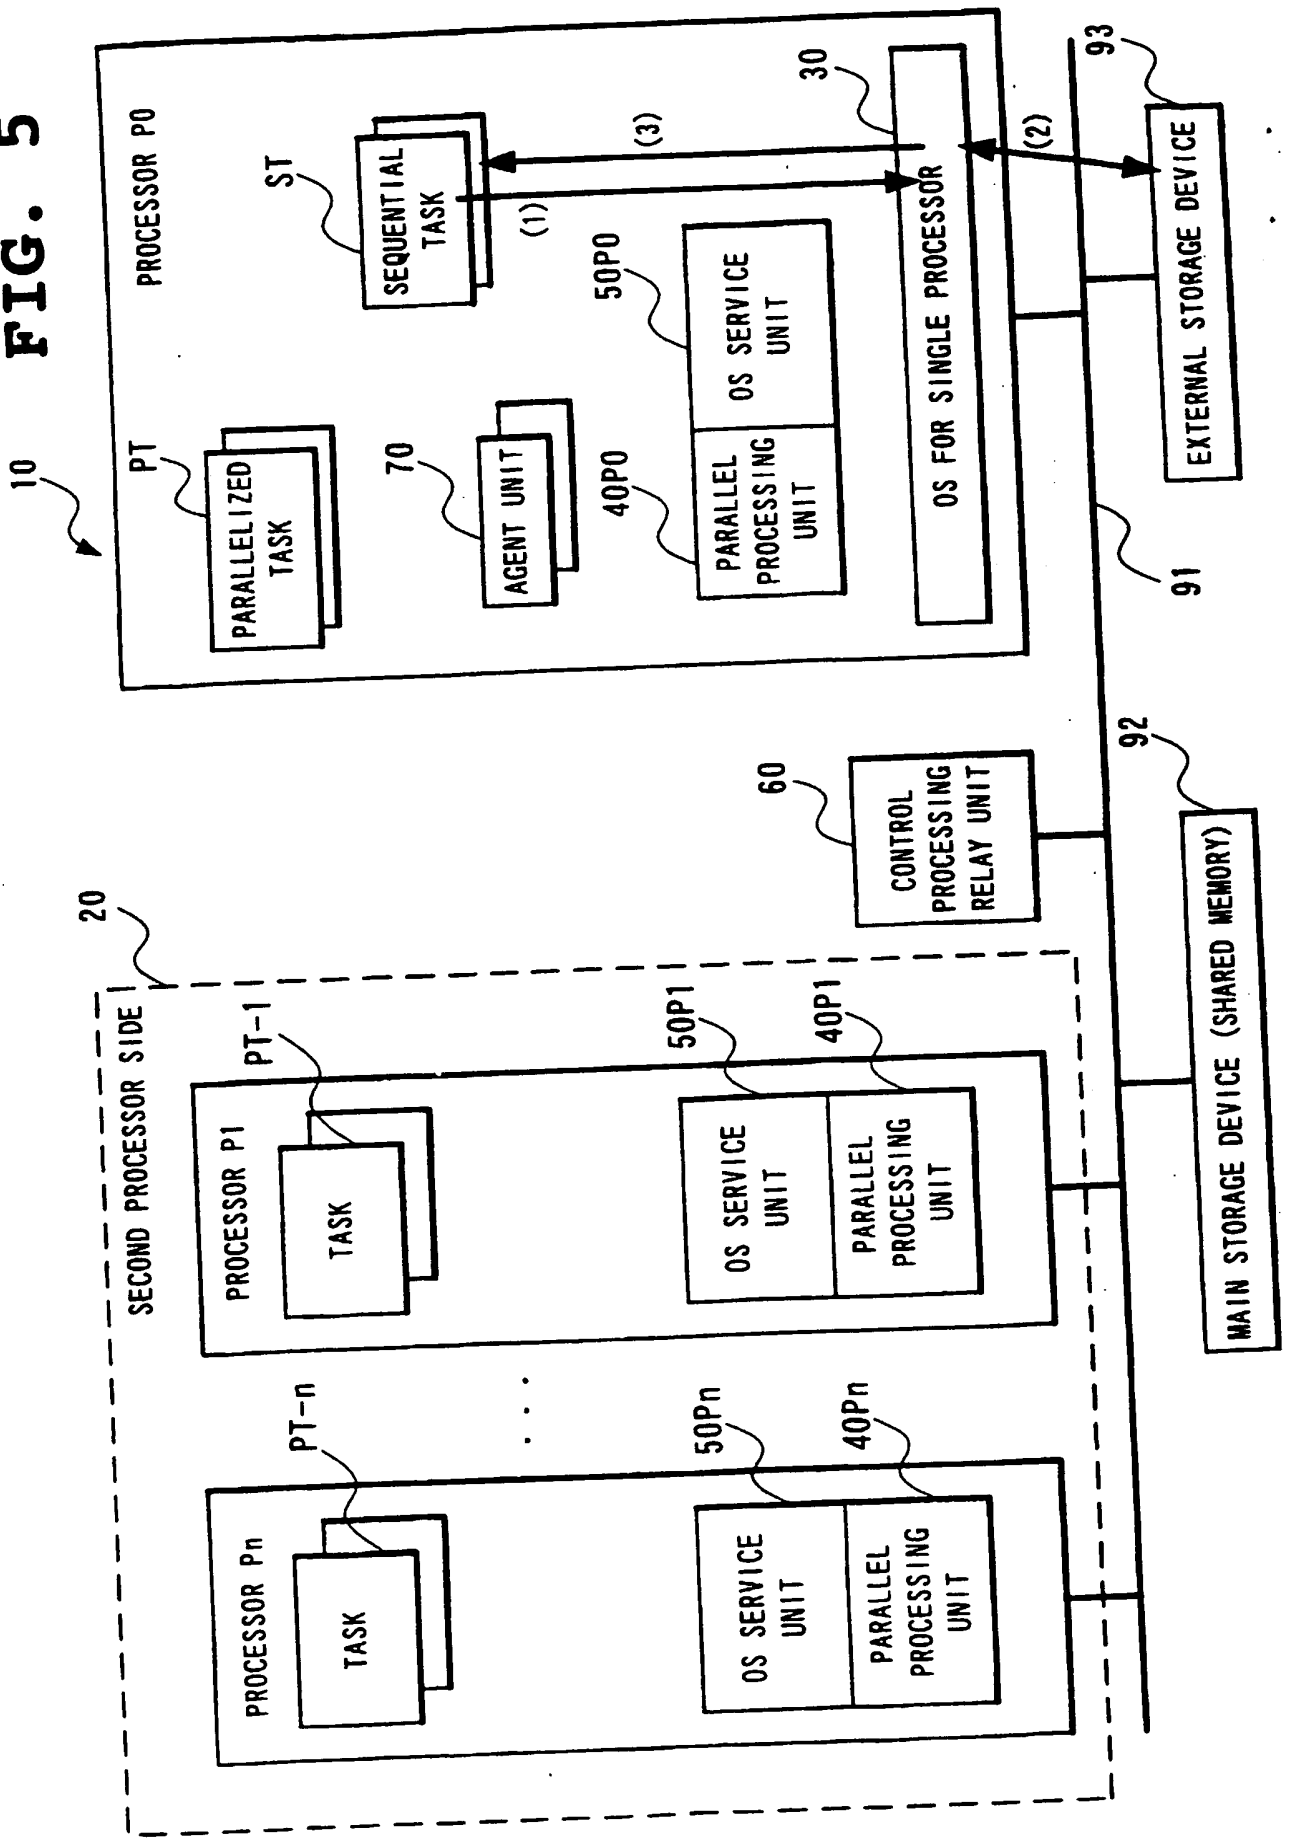 FIG. 5
10
PROCESSOR P0
PT
PARALLELIZED
TASK
ST
SEQUENTIAL
TASK
70
AGENT UNIT
(1)
(3)
40P0
50P0
PARALLEL
PROCESSING
UNIT
OS SERVICE
UNIT
30
OS FOR SINGLE PROCESSOR
(2)
93
EXTERNAL STORAGE DEVICE
91
60
CONTROL
PROCESSING
RELAY UNIT
92
MAIN STORAGE DEVICE (SHARED MEMORY)
20
SECOND PROCESSOR SIDE
PROCESSOR P1
PT-1
TASK
50P1
OS SERVICE
UNIT
40P1
PARALLEL
PROCESSING
UNIT
. . .
PROCESSOR Pn
PT-n
TASK
50Pn
OS SERVICE
UNIT
40Pn
PARALLEL
PROCESSING
UNIT